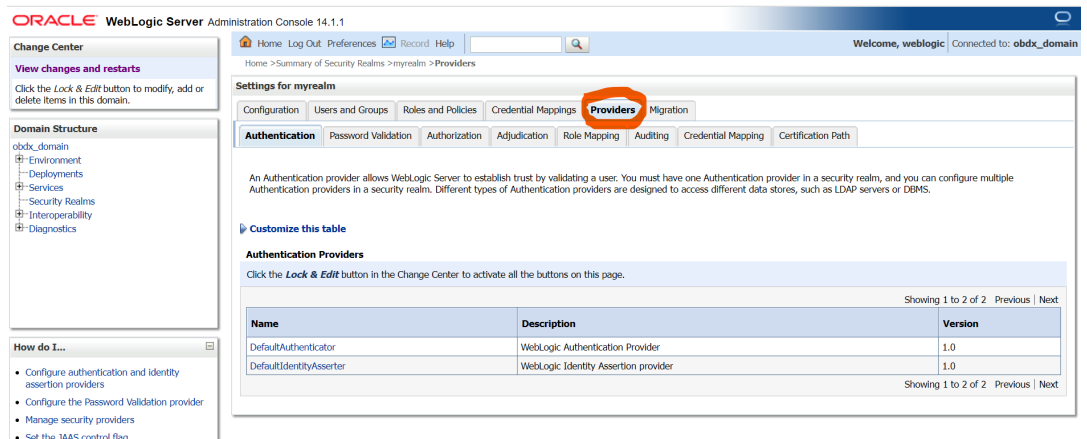 ORACLE® WebLogic Server Administration Console 14.1.1
Change Center
View changes and restarts
Click the Lock & Edit button to modify, add or
delete items in this domain.
Domain Structure
obdx_domain
Environment
Deployments
Services
Security Realms
Interoperability
Diagnostics
How do I...
Configure authentication and identity
assertion providers
Configure the Password Validation provider
Manage security providers
Set the JAAS control flag
Home Log Out Preferences Record Help
Welcome, weblogic Connected to: obdx_domain
Home >Summary of Security Realms >myrealm >Providers
Settings for myrealm
Configuration Users and Groups Roles and Policies Credential Mappings Providers Migration
Authentication Password Validation Authorization Adjudication Role Mapping Auditing Credential Mapping Certification Path
An Authentication provider allows WebLogic Server to establish trust by validating a user. You must have one Authentication provider in a security realm, and you can configure multiple
Authentication providers in a security realm. Different types of Authentication providers are designed to access different data stores, such as LDAP servers or DBMS.
Customize this table
Authentication Providers
Click the Lock & Edit button in the Change Center to activate all the buttons on this page.
Showing 1 to 2 of 2 Previous | Next
Name Description Version
DefaultAuthenticator WebLogic Authentication Provider 1.0
DefaultIdentityAsserter WebLogic Identity Assertion provider 1.0
Showing 1 to 2 of 2 Previous | Next